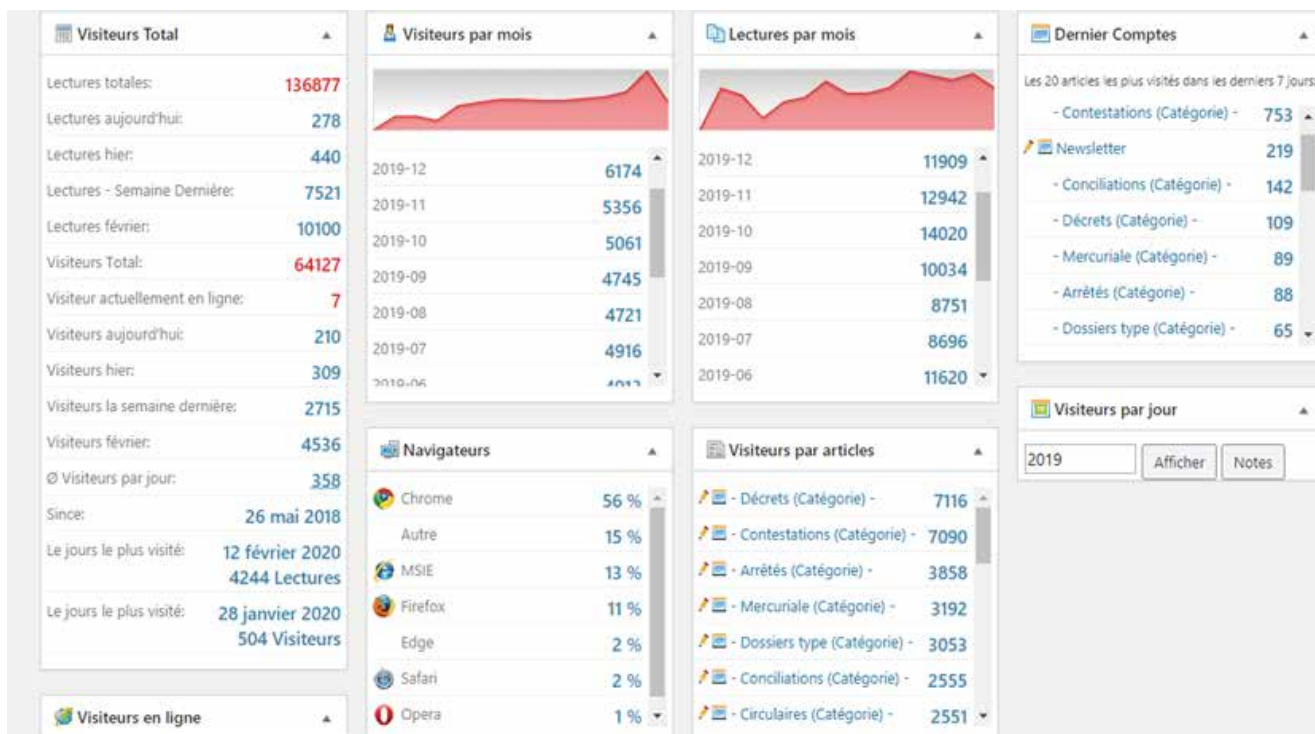 Visiteurs Total
Lectures totales: 136877
Lectures aujourd'hui: 278
Lectures hier: 440
Lectures - Semaine Dernière: 7521
Lectures février: 10100
Visiteurs Total: 64127
Visiteur actuellement en ligne: 7
Visiteurs aujourd'hui: 210
Visiteurs hier: 309
Visiteurs la semaine dernière: 2715
Visiteurs février: 4536
Ø Visiteurs par jour: 358
Since: 26 mai 2018
Le jours le plus visité: 12 février 2020
4244 Lectures
Le jours le plus visité: 28 janvier 2020
504 Visiteurs
Visiteurs en ligne
Visiteurs par mois
2019-12 6174
2019-11 5356
2019-10 5061
2019-09 4745
2019-08 4721
2019-07 4916
2019-06
Navigateurs
Chrome 56 %
Autre 15 %
MSIE 13 %
Firefox 11 %
Edge 2 %
Safari 2 %
Opera 1 %
Lectures par mois
2019-12 11909
2019-11 12942
2019-10 14020
2019-09 10034
2019-08 8751
2019-07 8696
2019-06 11620
Visiteurs par articles
- Décrets (Catégorie) - 7116
- Contestations (Catégorie) - 7090
- Arrêtés (Catégorie) - 3858
- Mercuriale (Catégorie) - 3192
- Dossiers type (Catégorie) - 3053
- Conciliations (Catégorie) - 2555
- Circulaires (Catégorie) - 2551
Dernier Comptes
Les 20 articles les plus visités dans les derniers 7 jours:
- Contestations (Catégorie) - 753
Newsletter 219
- Conciliations (Catégorie) - 142
- Décrets (Catégorie) - 109
- Mercuriale (Catégorie) - 89
- Arrêtés (Catégorie) - 88
- Dossiers type (Catégorie) - 65
Visiteurs par jour
2019 Afficher Notes